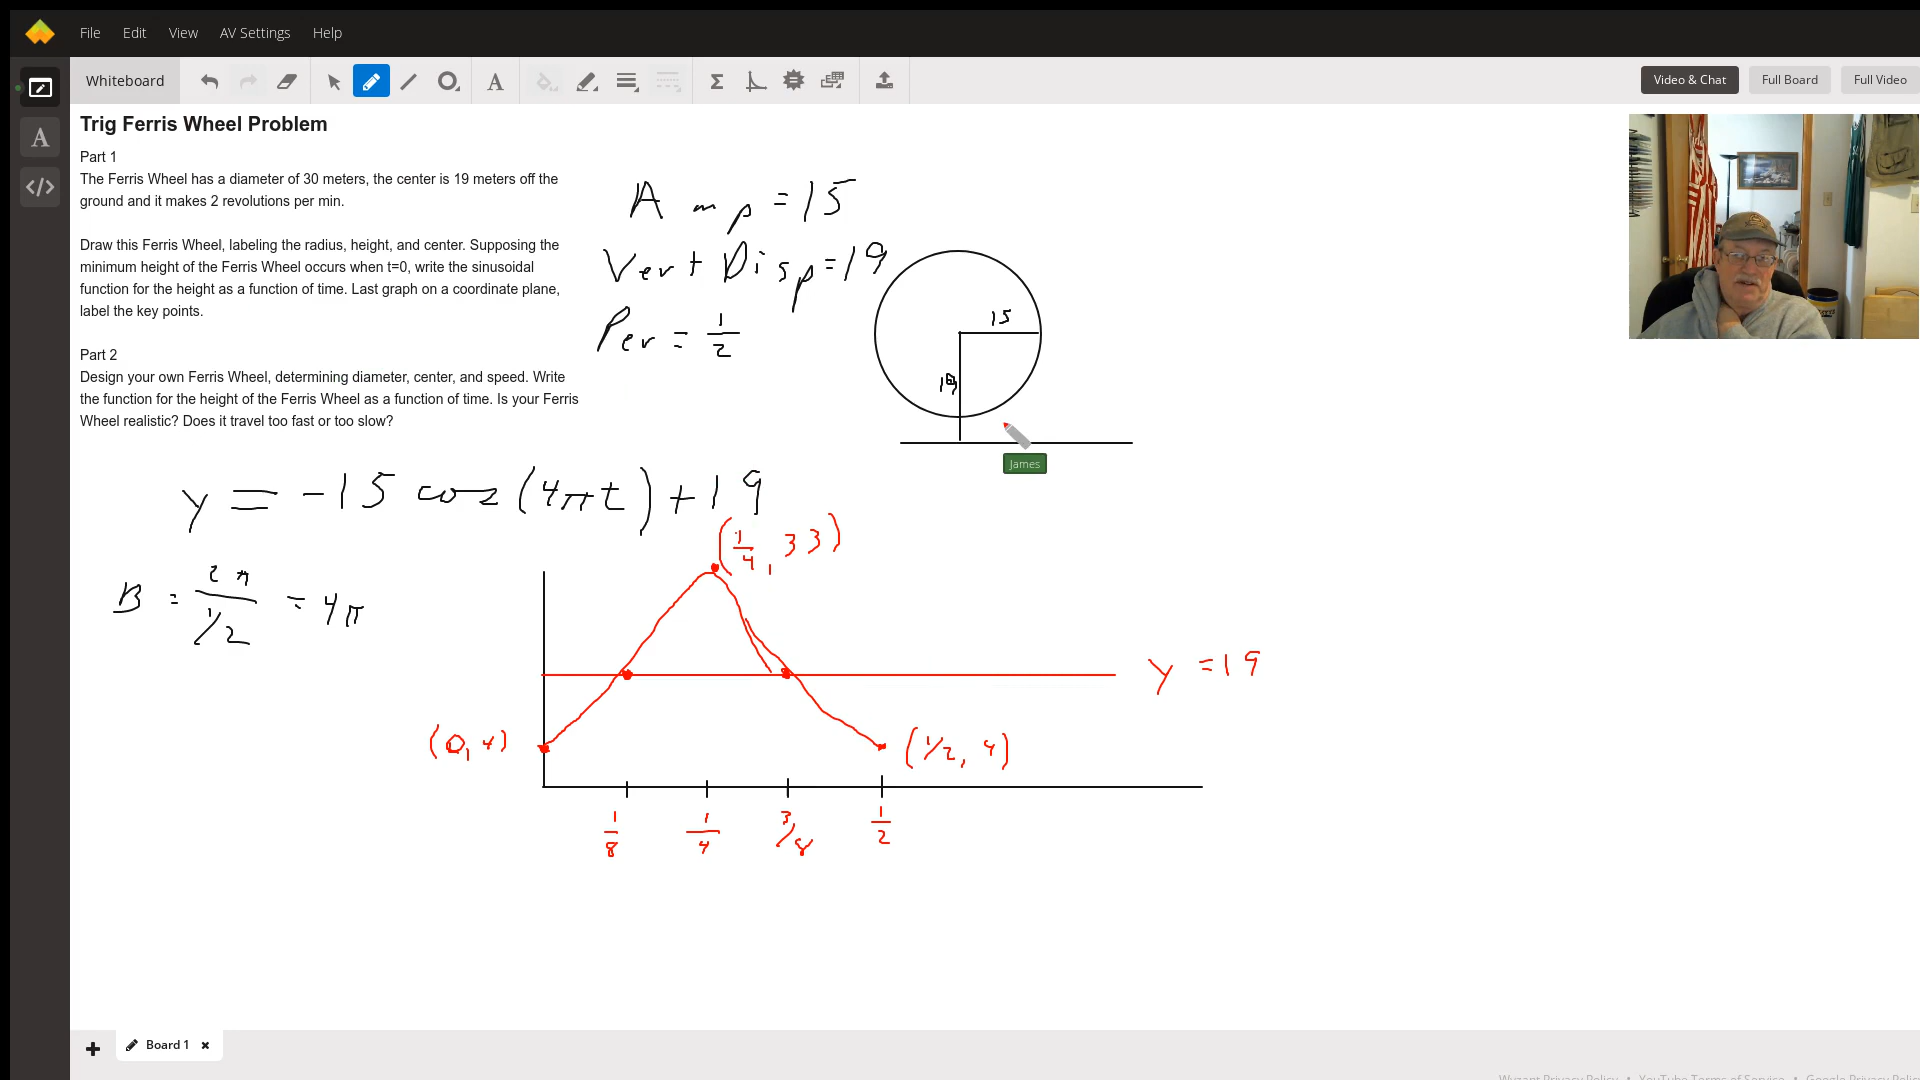 File Edit View AV Settings Help
Whiteboard A Σ Video & Chat Full Board Full Video
Trig Ferris Wheel Problem
Part 1
The Ferris Wheel has a diameter of 30 meters, the center is 19 meters off the
ground and it makes 2 revolutions per min.
Draw this Ferris Wheel, labeling the radius, height, and center. Supposing the
minimum height of the Ferris Wheel occurs when t=0, write the sinusoidal
function for the height as a function of time. Last graph on a coordinate plane,
label the key points.
Part 2
Design your own Ferris Wheel, determining diameter, center, and speed. Write
the function for the height of the Ferris Wheel as a function of time. Is your Ferris
Wheel realistic? Does it travel too fast or too slow?
Amp = 15
Vert Disp = 19
Per = 1/2
15
19
James
y = -15 cos(4πt) + 19
B = 2π / 1/2 = 4π
(1/4, 33)
y = 19
(0, 4)
(1/2, 4)
1/8 1/4 3/8 1/2
Board 1